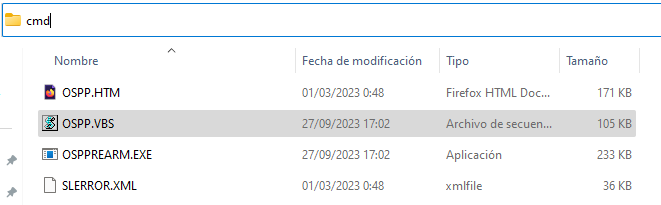 cmd
Nombre Fecha de modificación Tipo Tamaño
OSPP.HTM 01/03/2023 0:48 Firefox HTML Doc... 171 KB
OSPP.VBS 27/09/2023 17:02 Archivo de secuen... 105 KB
OSPPREARM.EXE 27/09/2023 17:02 Aplicación 233 KB
SLERROR.XML 01/03/2023 0:48 xmlfile 36 KB